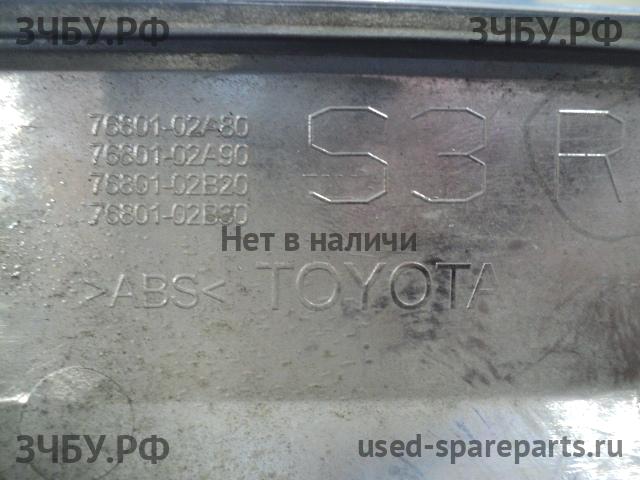 ЗЧБУ.РФ ЗЧБУ.РФ
76801-02A80
76801-02A90
76801-02B20
76801-02B30
S3 R
Нет в наличи
>ABS< TOYOTA
ЗЧБУ.РФ used-spareparts.ru